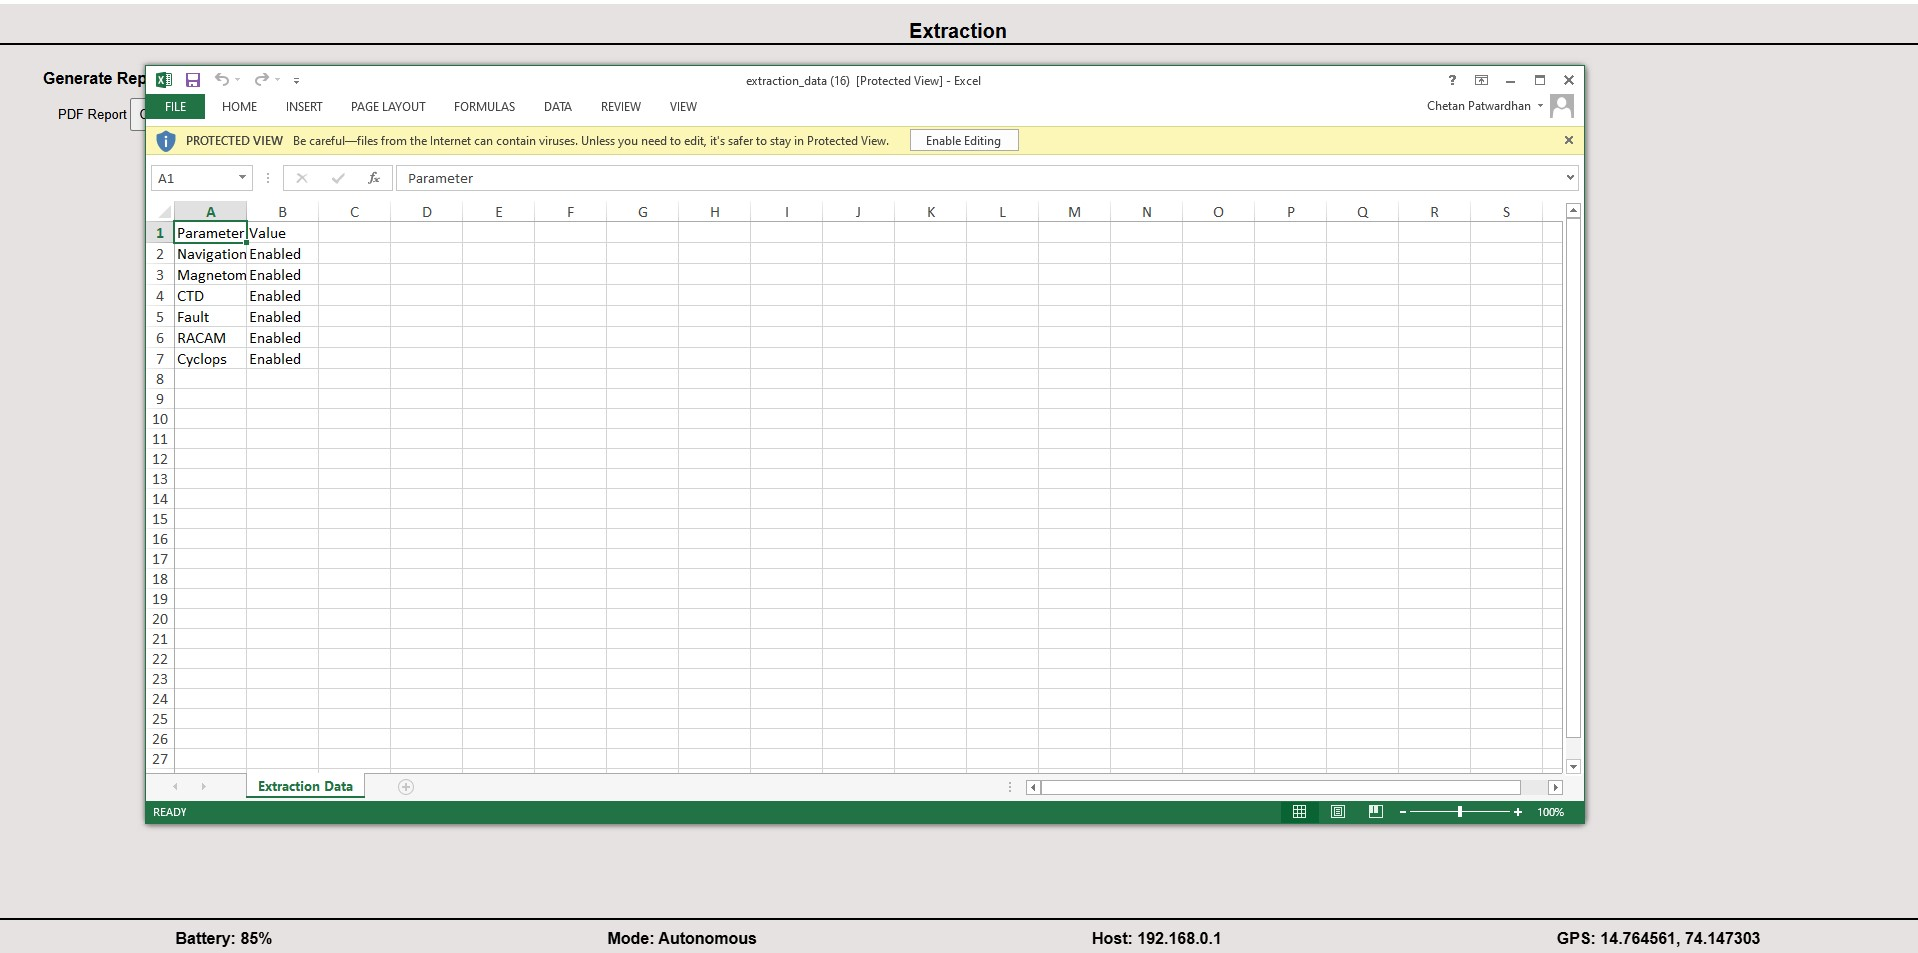 Extraction
Generate Rep
PDF Report
extraction_data (16) [Protected View] - Excel
FILE HOME INSERT PAGE LAYOUT FORMULAS DATA REVIEW VIEW
Chetan Patwardhan
PROTECTED VIEW Be careful—files from the Internet can contain viruses. Unless you need to edit, it's safer to stay in Protected View. Enable Editing
A1 fx Parameter
A B C D E F G H I J K L M N O P Q R S
1 Parameter Value
2 Navigation Enabled
3 Magnetom Enabled
4 CTD Enabled
5 Fault Enabled
6 RACAM Enabled
7 Cyclops Enabled
8
9
10
11
12
13
14
15
16
17
18
19
20
21
22
23
24
25
26
27
Extraction Data
READY 100%
Battery: 85% Mode: Autonomous Host: 192.168.0.1 GPS: 14.764561, 74.147303